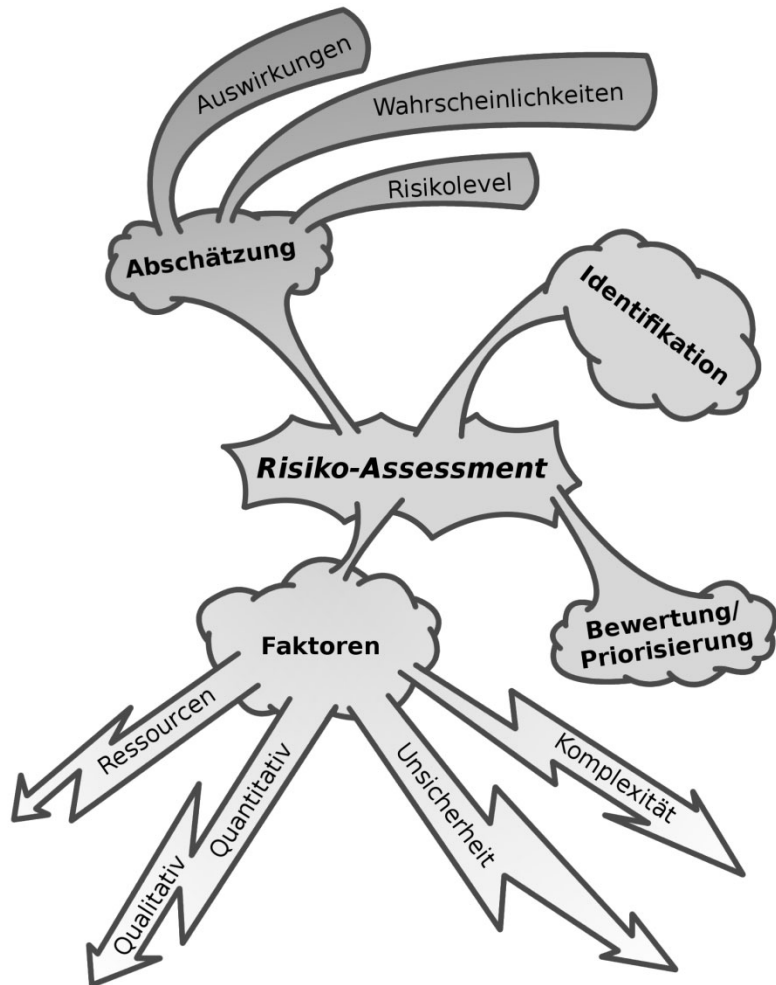 Auswirkungen
Wahrscheinlichkeiten
Risikolevel
Abschätzung
Identifikation
Risiko-Assessment
Bewertung/
Priorisierung
Faktoren
Ressourcen
Qualitativ
Quantitativ
Unsicherheit
Komplexität